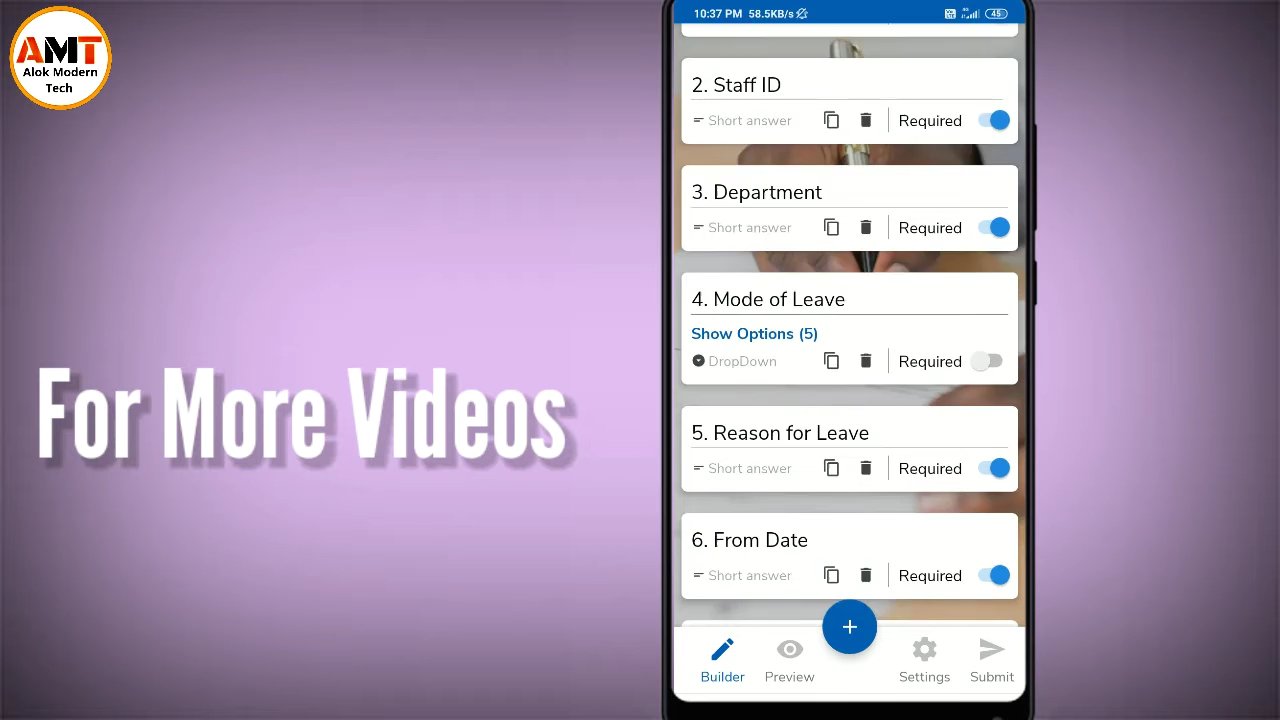 AMT
Alok Modern
Tech
For More Videos
10:37 PM 58.5KB/s 45
2. Staff ID
Short answer Required
3. Department
Short answer Required
4. Mode of Leave
Show Options (5)
DropDown Required
5. Reason for Leave
Short answer Required
6. From Date
Short answer Required
+
Builder Preview Settings Submit